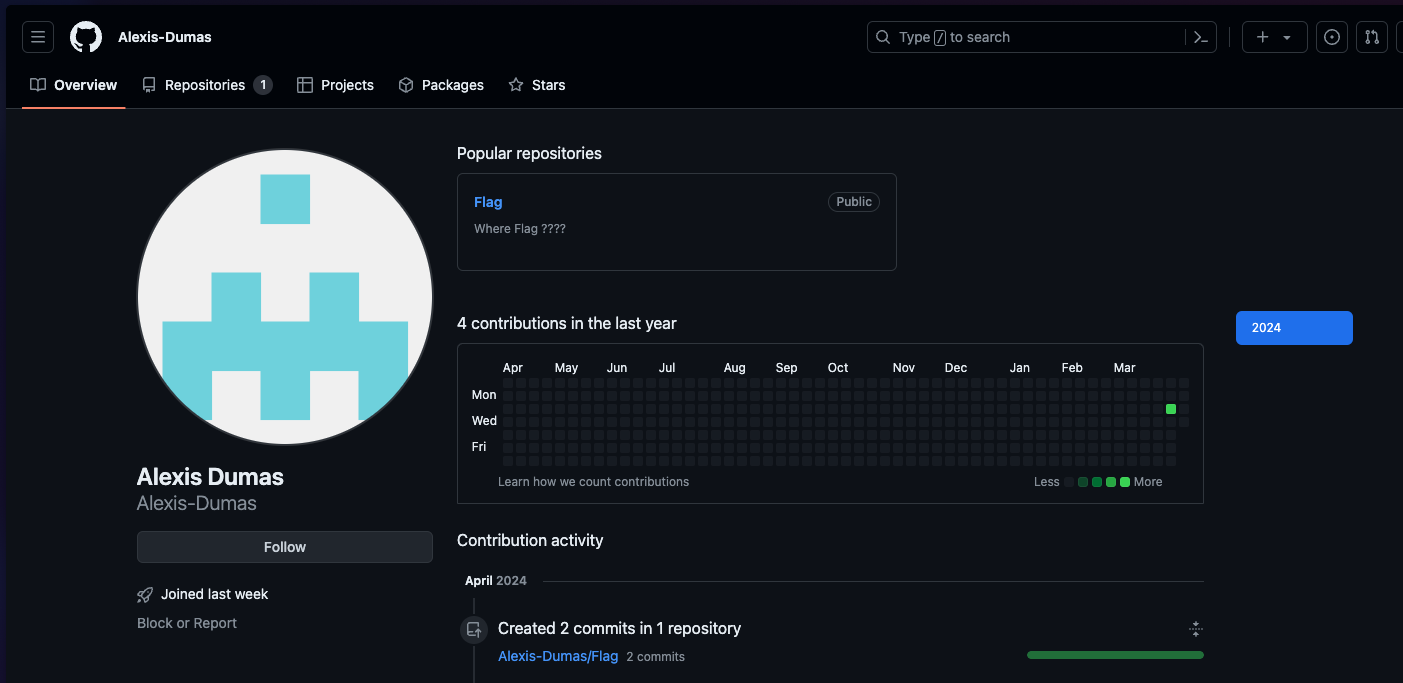 Alexis-Dumas
Type / to search
Overview
Repositories 1
Projects
Packages
Stars
Popular repositories
Flag
Public
Where Flag ????
4 contributions in the last year
2024
Apr May Jun Jul Aug Sep Oct Nov Dec Jan Feb Mar
Mon
Wed
Fri
Learn how we count contributions
Less
More
Alexis Dumas
Alexis-Dumas
Follow
Joined last week
Block or Report
Contribution activity
April 2024
Created 2 commits in 1 repository
Alexis-Dumas/Flag 2 commits